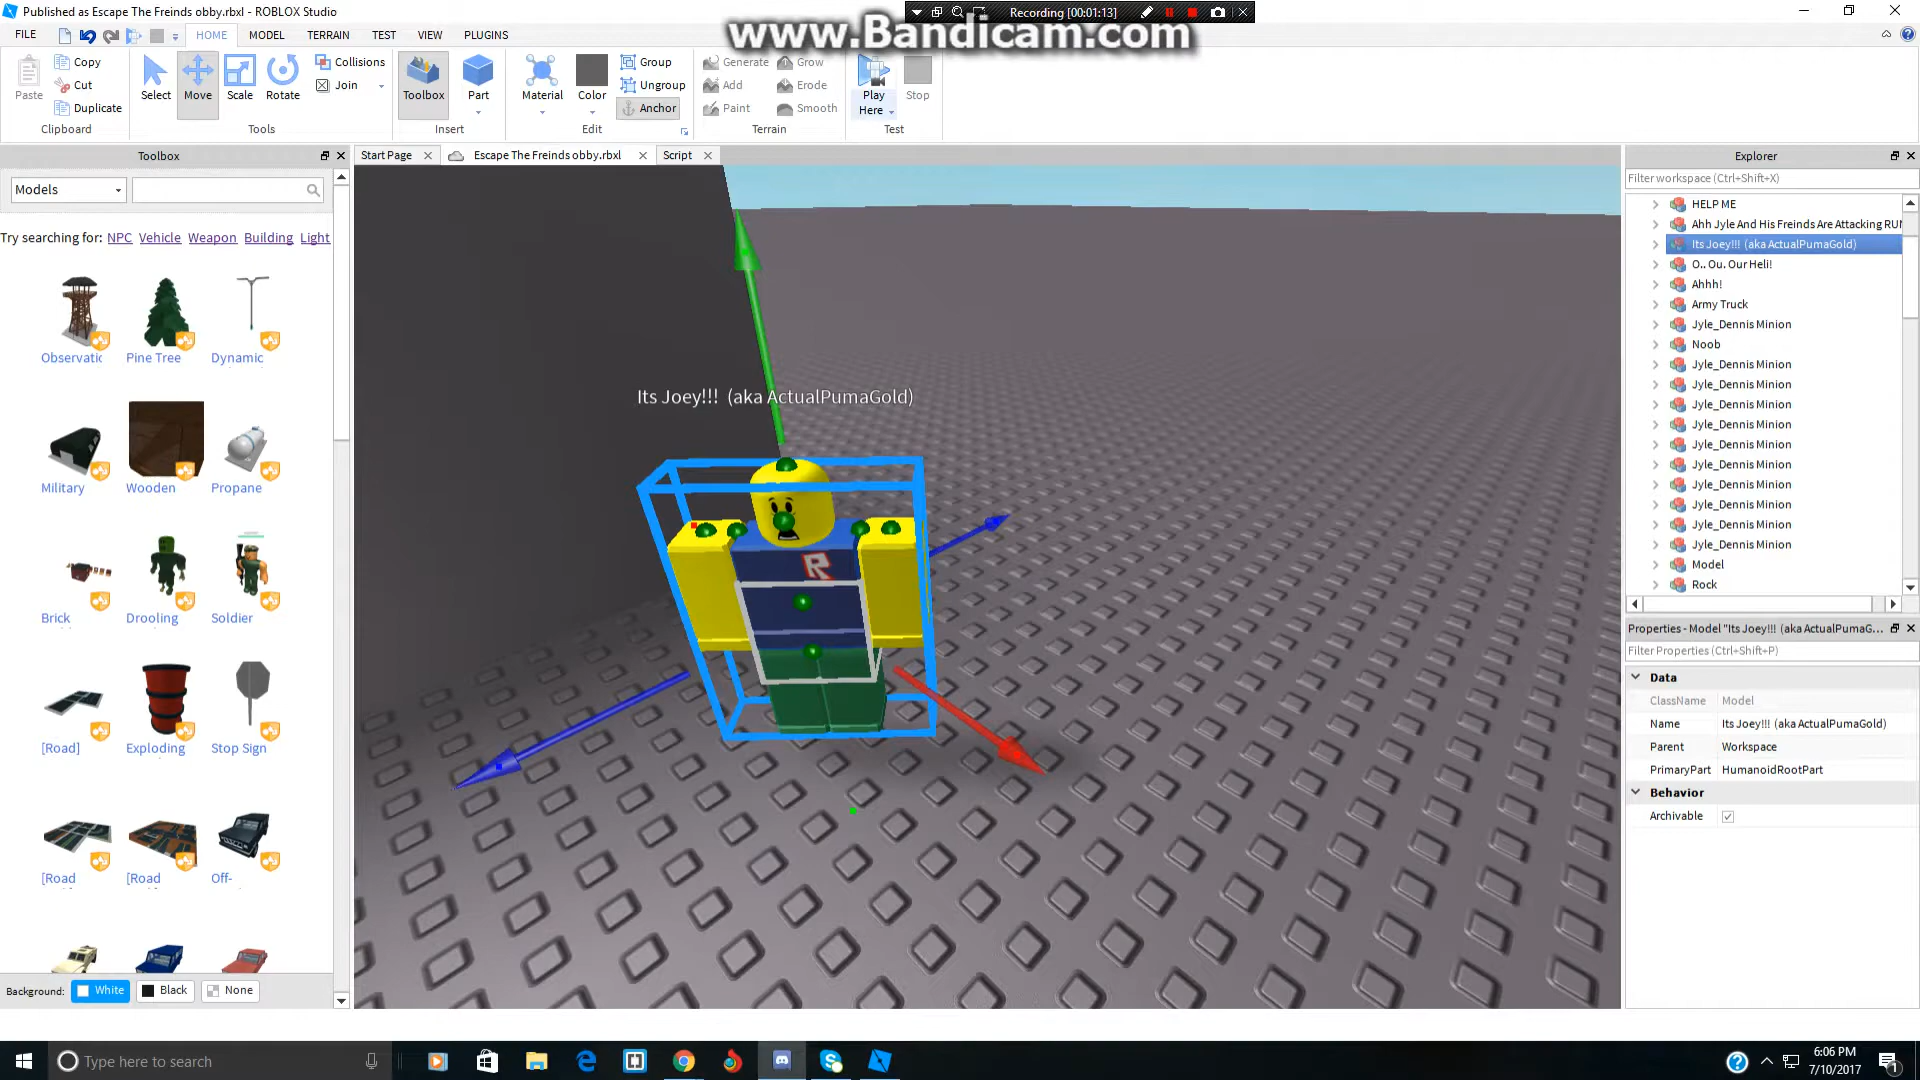 Published as Escape The Freinds obby.rbxl - ROBLOX Studio
Recording [00:01:13]
www.Bandicam.com
FILE
HOME
MODEL
TERRAIN
TEST
VIEW
PLUGINS
Paste
Copy
Cut
Duplicate
Clipboard
Select
Move
Scale
Rotate
Collisions
Join
Tools
Toolbox
Part
Insert
Material
Color
Group
Ungroup
Anchor
Edit
Generate
Add
Paint
Grow
Erode
Smooth
Terrain
Play
Here
Stop
Test
Toolbox
Models
Try searching for: NPC Vehicle Weapon Building Light
Observatic
Pine Tree
Dynamic
Military
Wooden
Propane
Brick
Drooling
Soldier
[Road]
Exploding
Stop Sign
[Road
[Road
Off-
Background: White Black None
Start Page
Escape The Freinds obby.rbxl
Script
Its Joey!!! (aka ActualPumaGold)
R
Explorer
Filter workspace (Ctrl+Shift+X)
HELP ME
Ahh Jyle And His Freinds Are Attacking RUN
Its Joey!!! (aka ActualPumaGold)
O.. Ou. Our Heli!
Ahhh!
Army Truck
Jyle_Dennis Minion
Noob
Jyle_Dennis Minion
Jyle_Dennis Minion
Jyle_Dennis Minion
Jyle_Dennis Minion
Jyle_Dennis Minion
Jyle_Dennis Minion
Jyle_Dennis Minion
Jyle_Dennis Minion
Jyle_Dennis Minion
Jyle_Dennis Minion
Model
Rock
Properties - Model "Its Joey!!! (aka ActualPumaG...
Filter Properties (Ctrl+Shift+P)
Data
ClassName Model
Name Its Joey!!! (aka ActualPumaGold)
Parent Workspace
PrimaryPart HumanoidRootPart
Behavior
Archivable
Type here to search
6:06 PM
7/10/2017
1